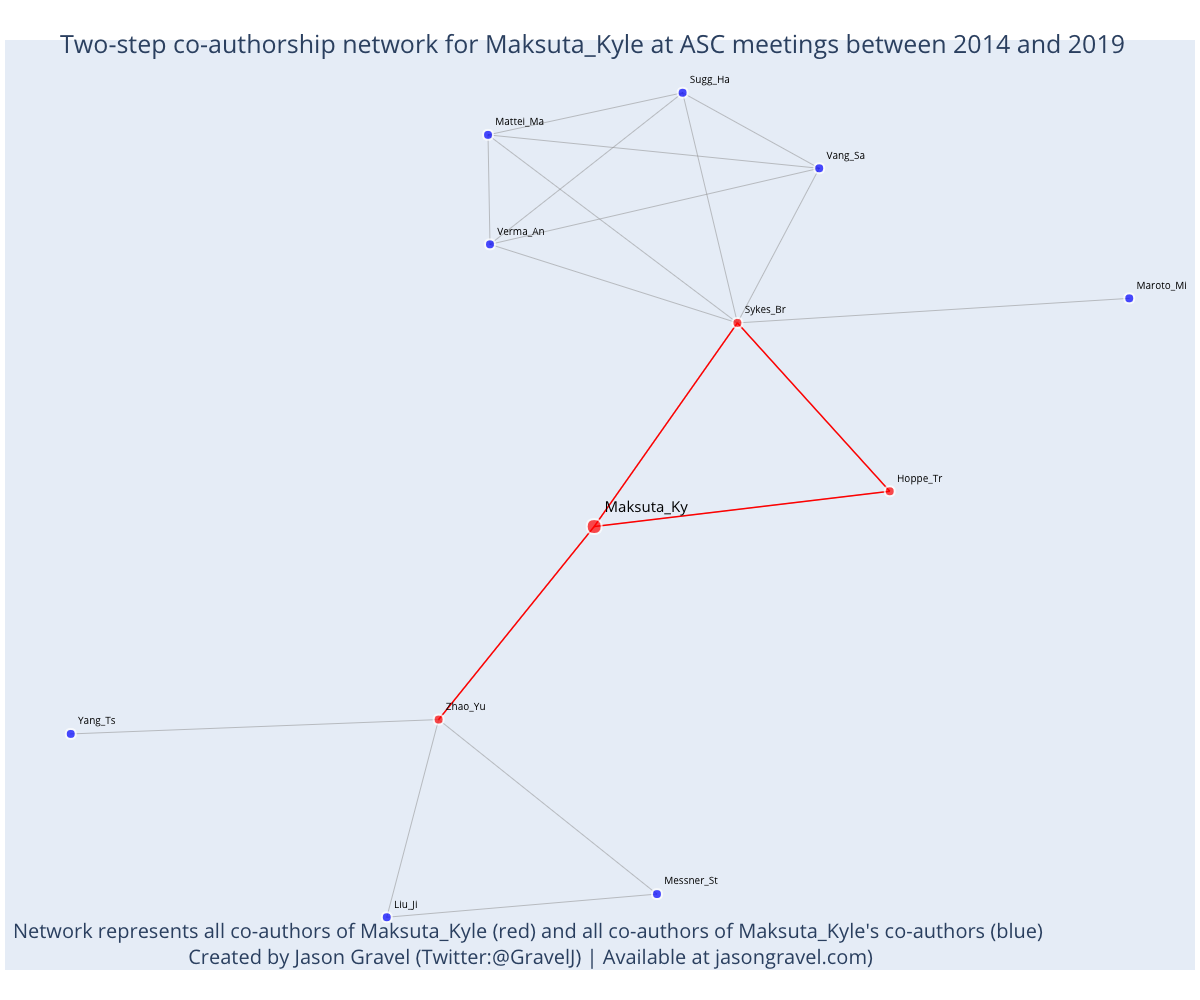 Two-step co-authorship network for Maksuta_Kyle at ASC meetings between 2014 and 2019
Sugg_Ha
Mattei_Ma
Vang_Sa
Verma_An
Maroto_Mi
Sykes_Br
Hoppe_Tr
Maksuta_Ky
Zhao_Yu
Yang_Ts
Messner_St
Liu_Ji
Network represents all co-authors of Maksuta_Kyle (red) and all co-authors of Maksuta_Kyle's co-authors (blue)
Created by Jason Gravel (Twitter:@GravelJ) | Available at jasongravel.com)